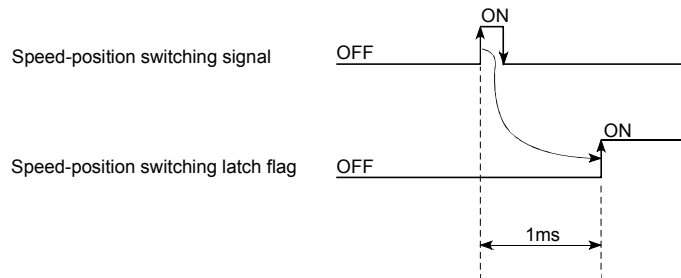 ON
OFF
Speed-position switching signal
ON
OFF
Speed-position switching latch flag
1ms